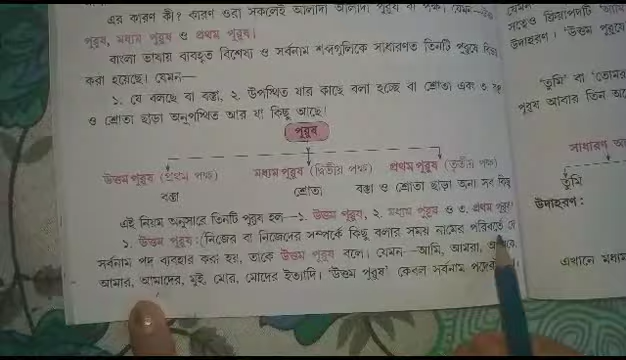 এর কারণ কী? কারণ ওরা সকলেই আলাদা আলাদা পুরুষ বা পক্ষ। যেমন—
পুরুষ, মধ্যম পুরুষ ও প্রথম পুরুষ।
বাংলা ভাষায় ব্যবহৃত বিশেষ্য ও সর্বনাম শব্দগুলিকে সাধারণত তিনটি পুরুষে
করা হয়েছে। যেমন—
১. যে বলছে বা বক্তা, ২. উপস্থিত যার কাছে বলা হচ্ছে বা শ্রোতা এবং ৩.
ও শ্রোতা ছাড়া অনুপস্থিত আর যা কিছু আছে।
পুরুষ
উত্তম পুরুষ (প্রথম পক্ষ) মধ্যম পুরুষ (দ্বিতীয় পক্ষ) প্রথম পুরুষ (তৃতীয় পক্ষ)
বক্তা শ্রোতা বক্তা ও শ্রোতা ছাড়া অন্য সব কিছু
এই নিয়ম অনুসারে তিনটি পুরুষ হল—১. উত্তম পুরুষ, ২. মধ্যম পুরুষ ও ৩. প্রথম পুরুষ
১. উত্তম পুরুষ : নিজের বা নিজেদের সম্পর্কে কিছু বলার সময় নামের পরিবর্তে যে
সর্বনাম পদ ব্যবহার করা হয়, তাকে উত্তম পুরুষ বলে। যেমন—আমি, আমরা,
আমার, আমাদের, মুই, মোর, মোদের ইত্যাদি। 'উত্তম পুরুষ' কেবল সর্বনাম পদের
যেমন
সত্ত্বেও ক্রিয়াপদটি
উদাহরণ। 'উত্তম পুরুষে
'তুমি' বা 'তোমর
পুরুষ আবার তিন
সাধারণ
তুমি
উদাহরণ :
এখানে মধ্যম